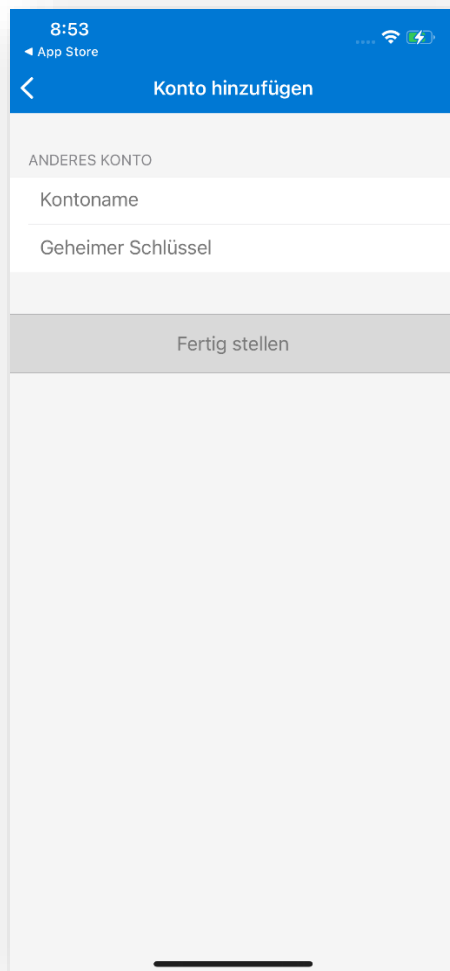 8:53
◀ App Store
Konto hinzufügen
ANDERES KONTO
Kontoname
Geheimer Schlüssel
Fertig stellen